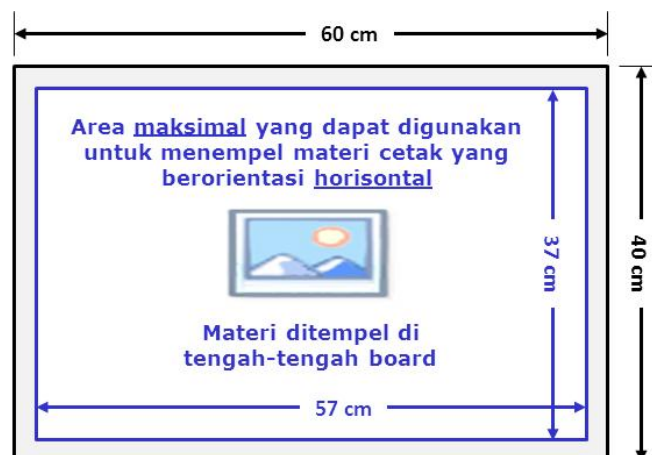 60 cm
Area maksimal yang dapat digunakan
untuk menempel materi cetak yang
berorientasi horisontal
37 cm
40 cm
Materi ditempel di
tengah-tengah board
57 cm